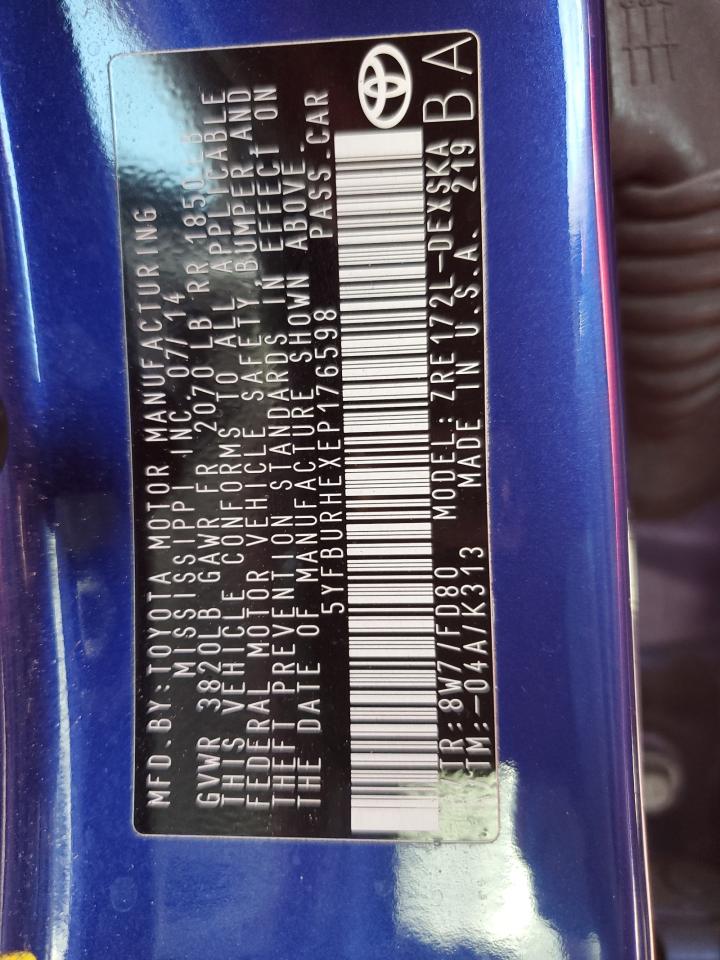 MFD.BY:TOYOTA MOTOR MANUFACTURING
MISSISSIPPI INC. 07/14
GVWR 3820LB GAWR FR 2070LB RR 1850LB
THIS VEHICLE CONFORMS TO ALL APPLICABLE
FEDERAL MOTOR VEHICLE SAFETY,BUMPER AND
THEFT PREVENTION STANDARDS IN EFFECT ON
THE DATE OF MANUFACTURE SHOWN ABOVE.
5YFBURHEXEP176598 PASS.CAR
TR:8W7/FD80 MODEL:ZRE172L-DEXSKA
TM:-04A/K313 MADE IN U.S.A. 219
BA